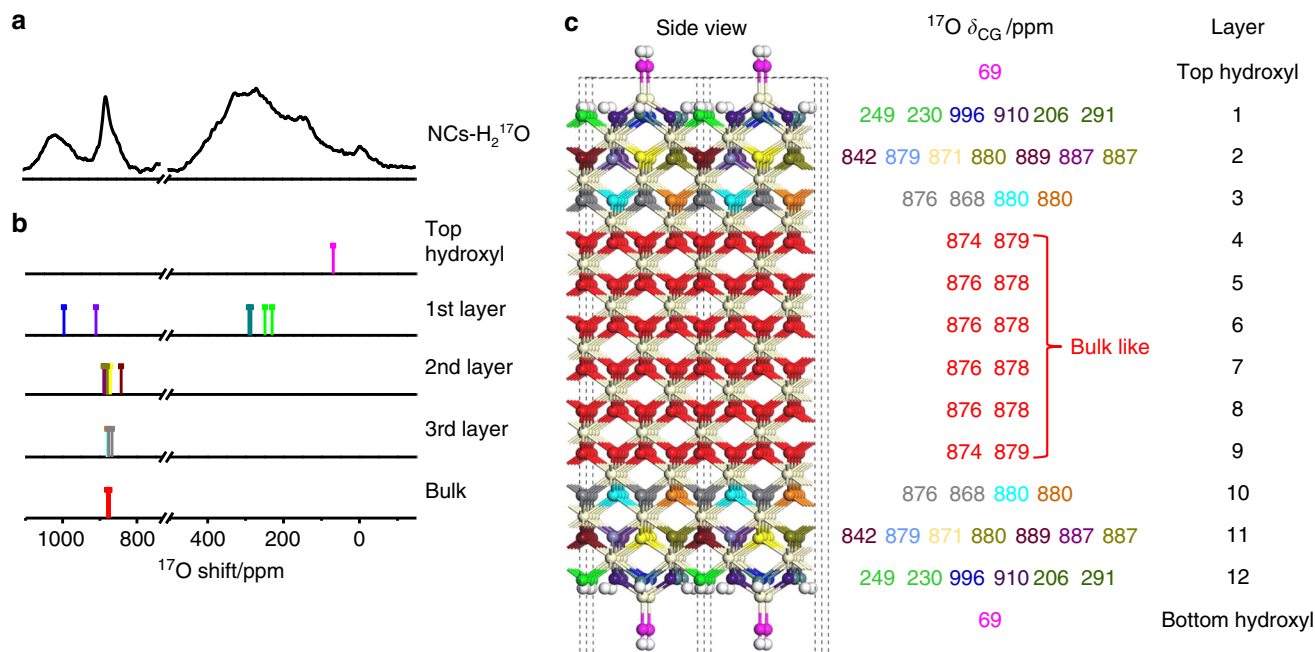 a
NCs-H₂¹⁷O
b
Top
hydroxyl
1st layer
2nd layer
3rd layer
Bulk
1000 800 400 200 0
¹⁷O shift/ppm
c Side view ¹⁷O δCG /ppm Layer
69 Top hydroxyl
249 230 996 910 206 291 1
842 879 871 880 889 887 887 2
876 868 880 880 3
874 879 4
876 878 5
876 878 6
Bulk like
876 878 7
876 878 8
874 879 9
876 868 880 880 10
842 879 871 880 889 887 887 11
249 230 996 910 206 291 12
69 Bottom hydroxyl